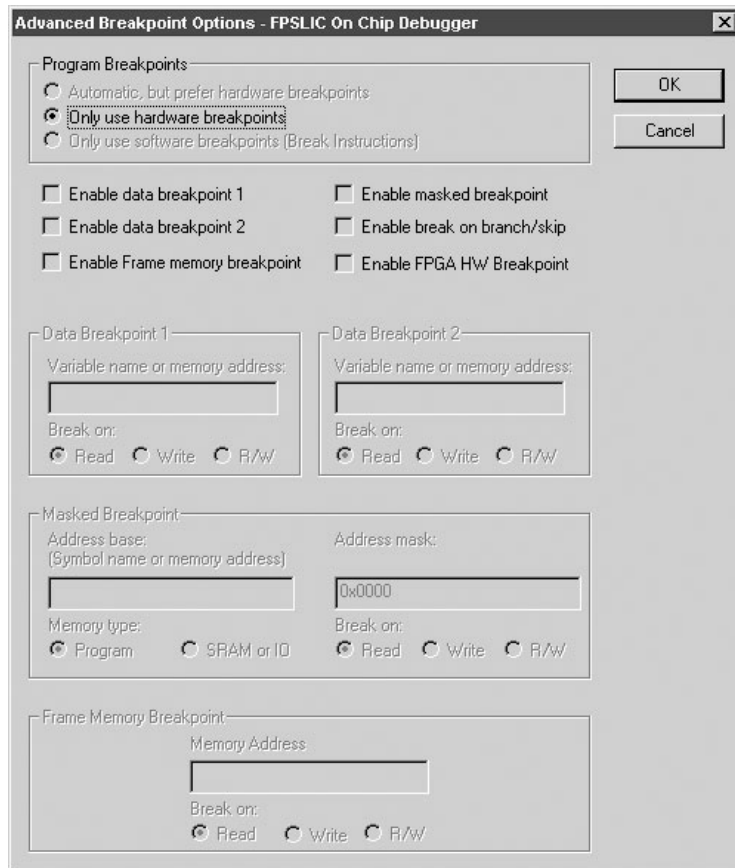 Advanced Breakpoint Options - FPSLIC On Chip Debugger
Program Breakpoints
Automatic, but prefer hardware breakpoints
Only use hardware breakpoints
Only use software breakpoints (Break Instructions)
OK
Cancel
Enable data breakpoint 1
Enable masked breakpoint
Enable data breakpoint 2
Enable break on branch/skip
Enable Frame memory breakpoint
Enable FPGA HW Breakpoint
Data Breakpoint 1
Variable name or memory address:
Break on:
Read Write R/W
Data Breakpoint 2
Variable name or memory address:
Break on:
Read Write R/W
Masked Breakpoint
Address base:
(Symbol name or memory address)
Memory type:
Program SRAM or IO
Address mask:
0x0000
Break on:
Read Write R/W
Frame Memory Breakpoint
Memory Address
Break on:
Read Write R/W